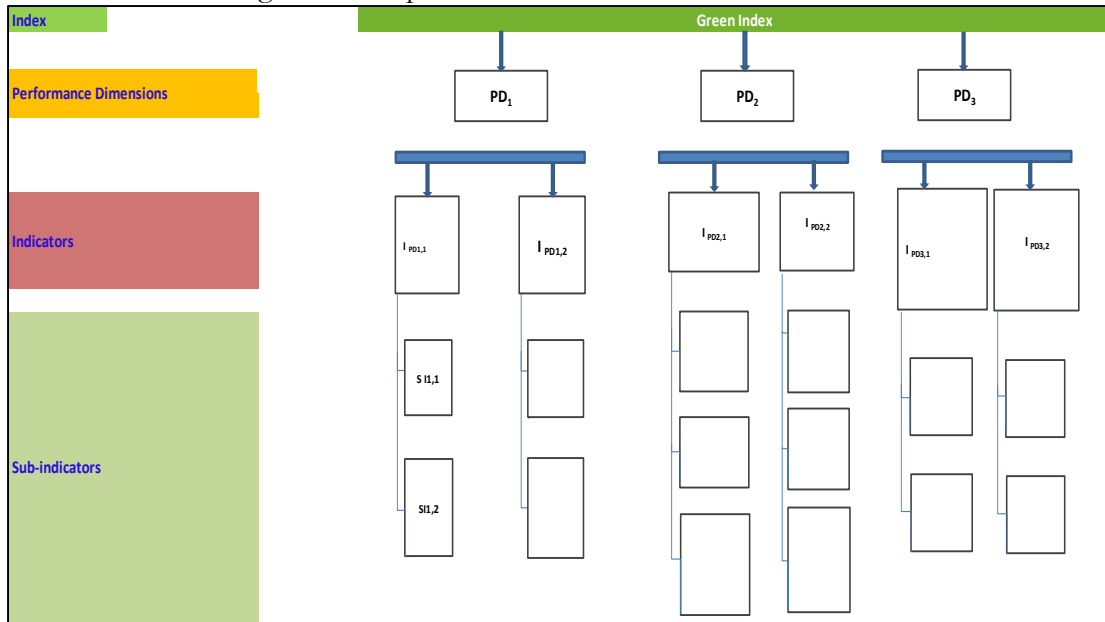 Index
Green Index
Performance Dimensions
PD1
PD2
PD3
Indicators
I PD1,1
I PD1,2
I PD2,1
I PD2,2
I PD3,1
I PD3,2
Sub-indicators
S I1,1
SI1,2